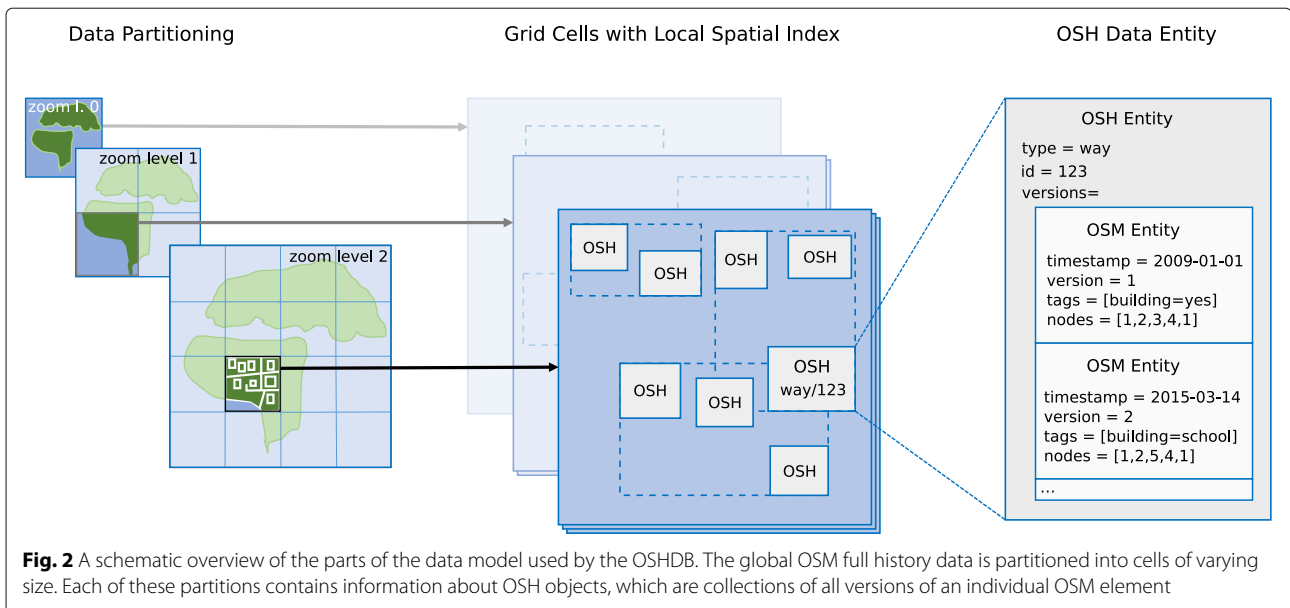 Data Partitioning
Grid Cells with Local Spatial Index
OSH Data Entity
zoom l. 0
zoom level 1
zoom level 2
OSH
OSH
OSH
OSH
OSH
OSH
OSH
way/123
OSH
OSH Entity
type = way
id = 123
versions=
OSM Entity
timestamp = 2009-01-01
version = 1
tags = [building=yes]
nodes = [1,2,3,4,1]
OSM Entity
timestamp = 2015-03-14
version = 2
tags = [building=school]
nodes = [1,2,5,4,1]
...
Fig. 2 A schematic overview of the parts of the data model used by the OSHDB. The global OSM full history data is partitioned into cells of varying
size. Each of these partitions contains information about OSH objects, which are collections of all versions of an individual OSM element